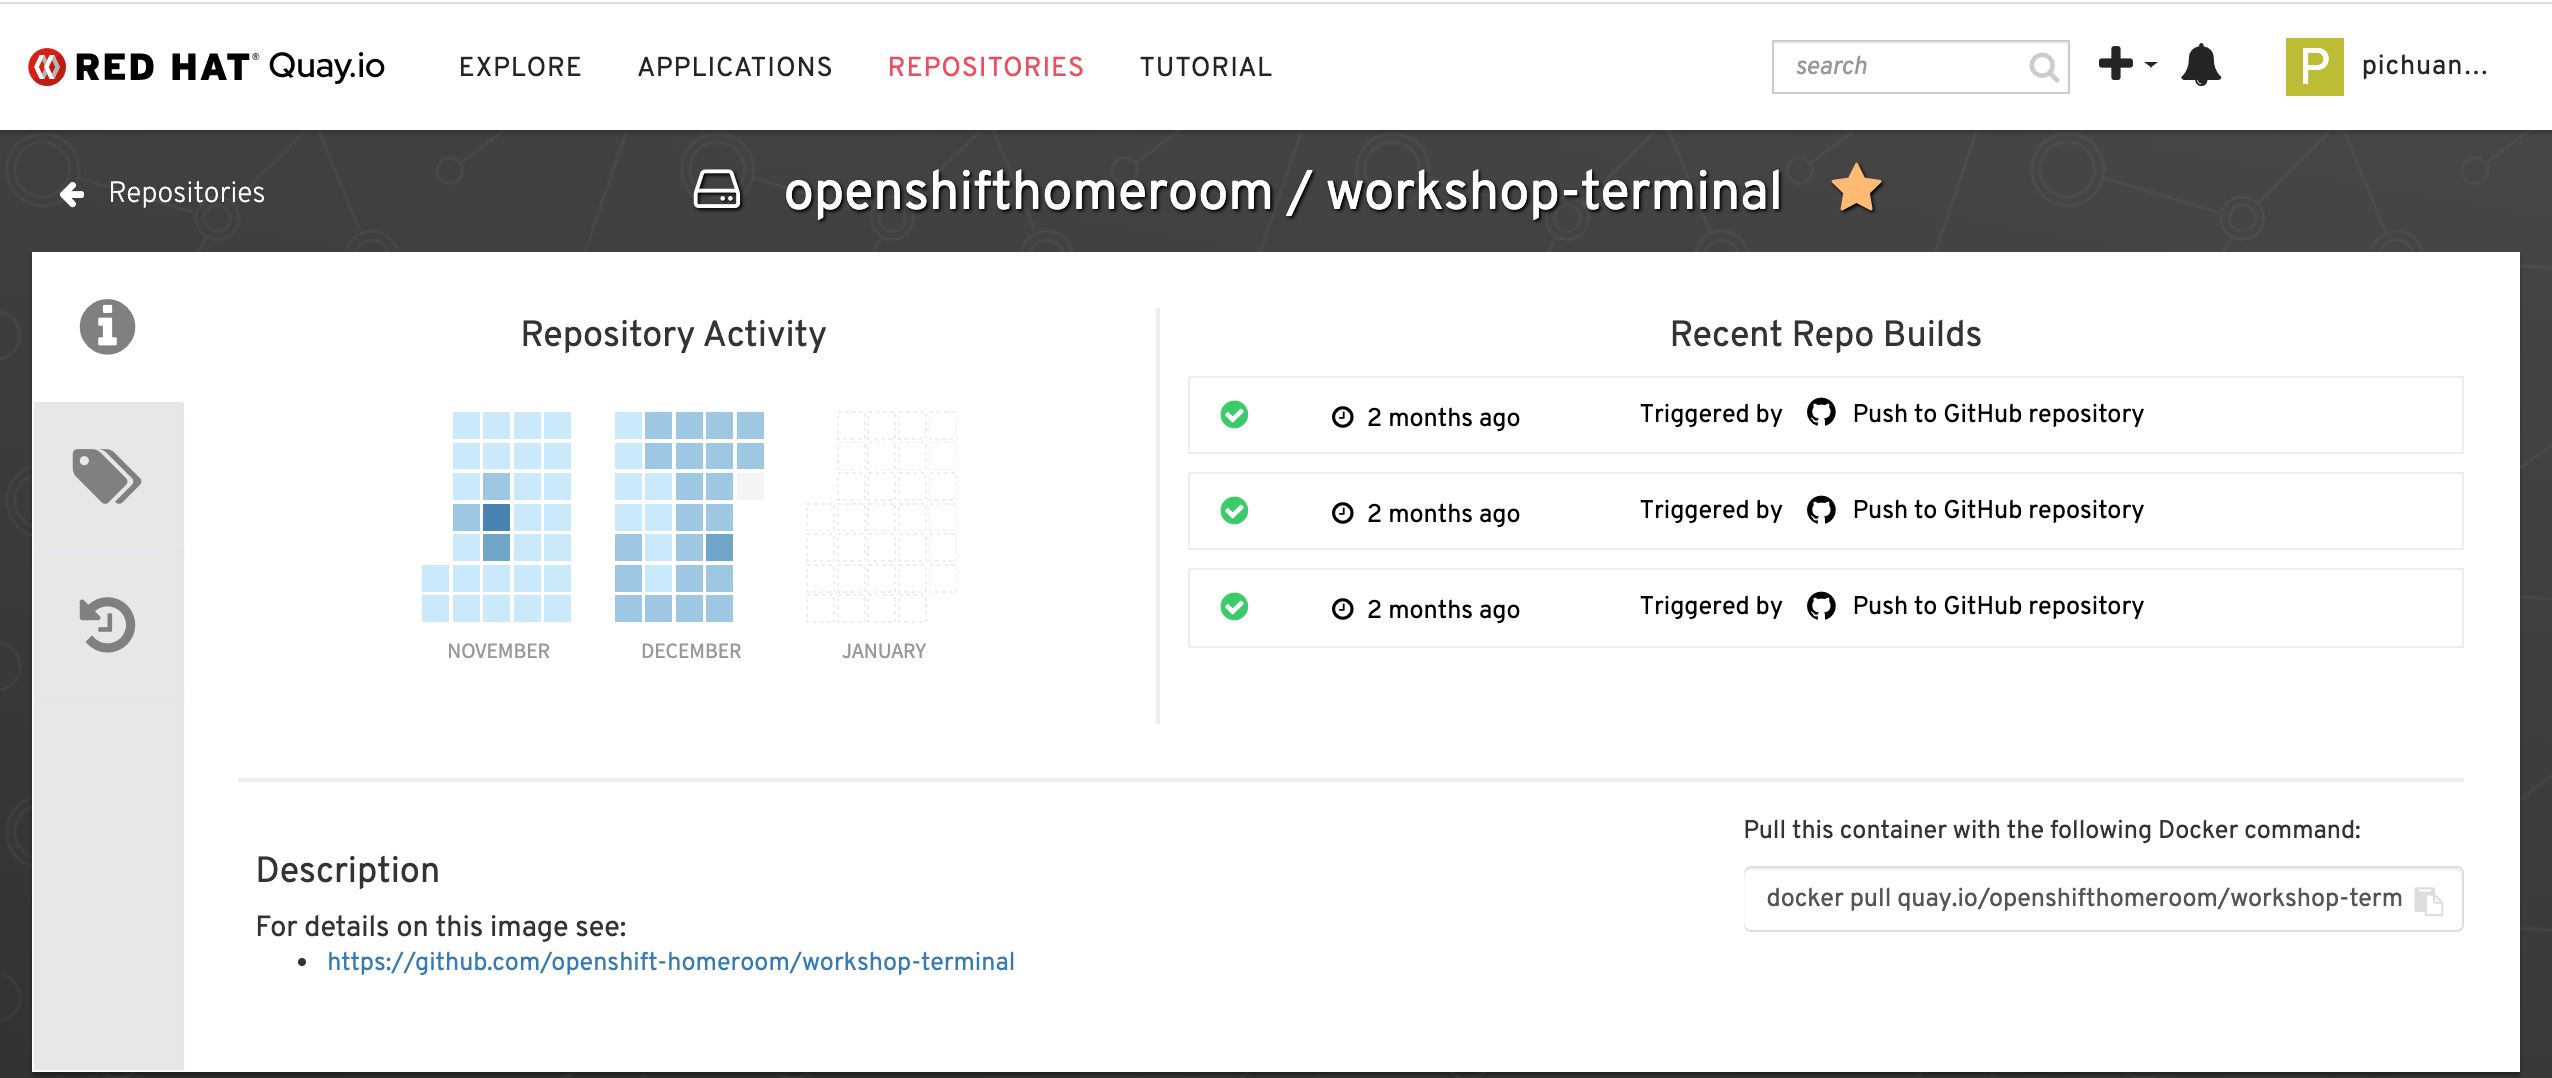 RED HAT® Quay.io EXPLORE APPLICATIONS REPOSITORIES TUTORIAL search P pichuan...
Repositories openshifthomeroom / workshop-terminal
Repository Activity
NOVEMBER DECEMBER JANUARY
Recent Repo Builds
2 months ago Triggered by Push to GitHub repository
2 months ago Triggered by Push to GitHub repository
2 months ago Triggered by Push to GitHub repository
Description
For details on this image see:
• https://github.com/openshift-homeroom/workshop-terminal
Pull this container with the following Docker command:
docker pull quay.io/openshifthomeroom/workshop-term